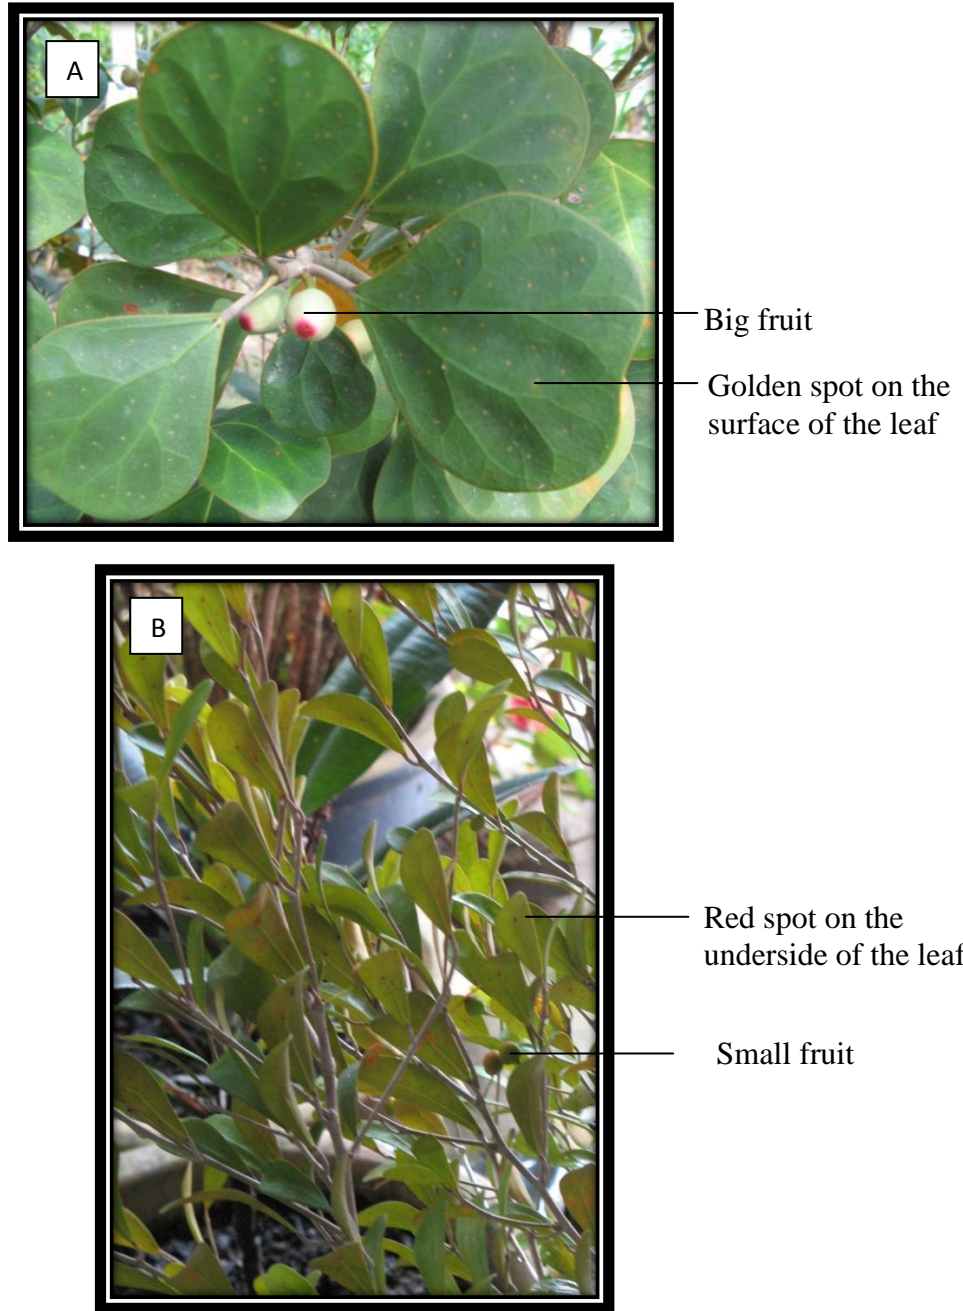 A
Big fruit
Golden spot on the
surface of the leaf
B
Red spot on the
underside of the leaf
Small fruit